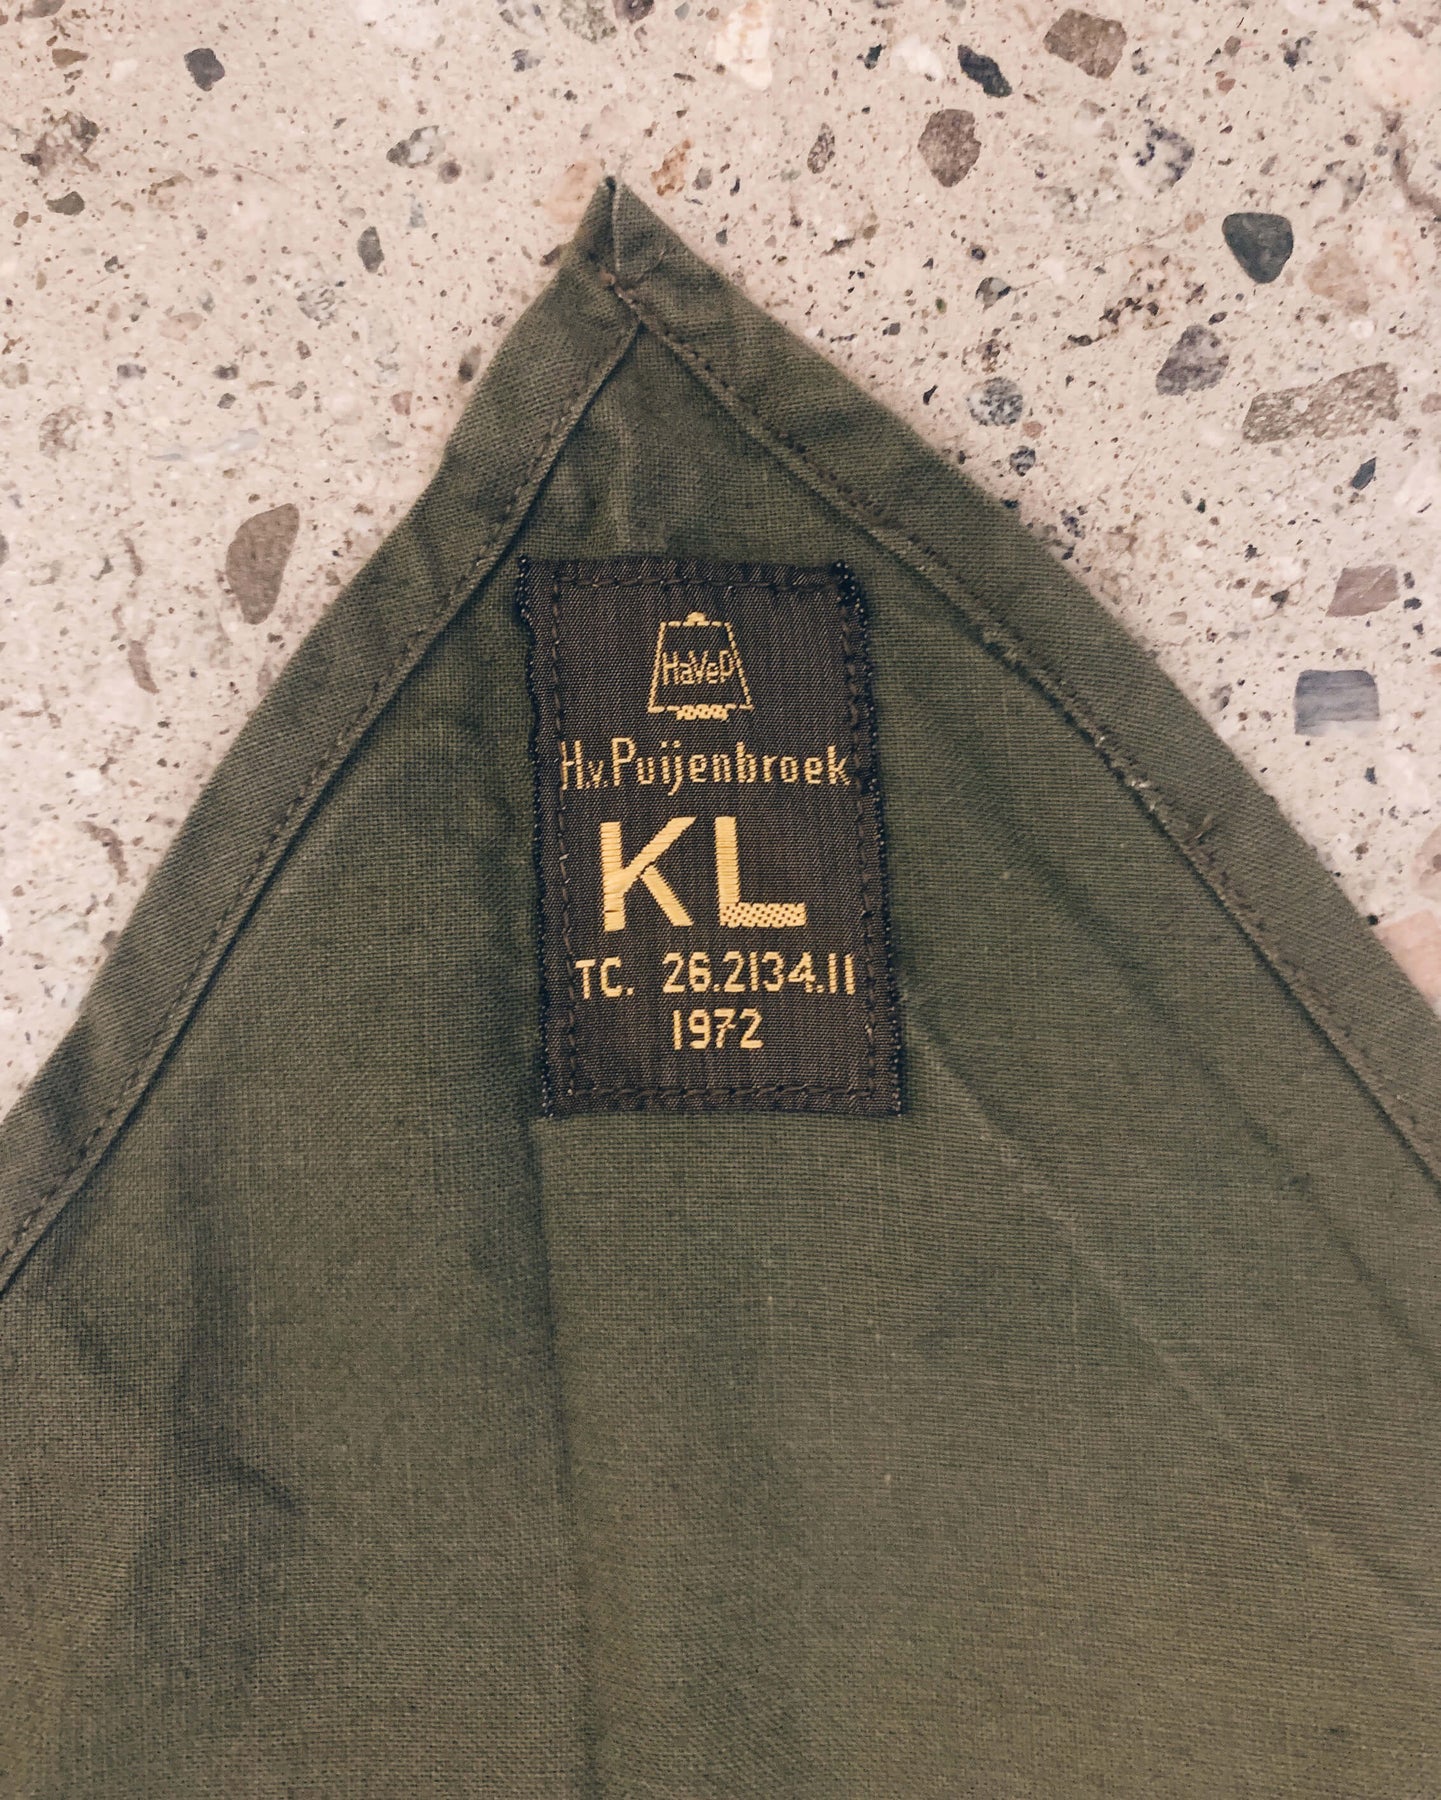 HaVeP
H.v.Puijenbroek
KL
TC. 26.2134.11
1972